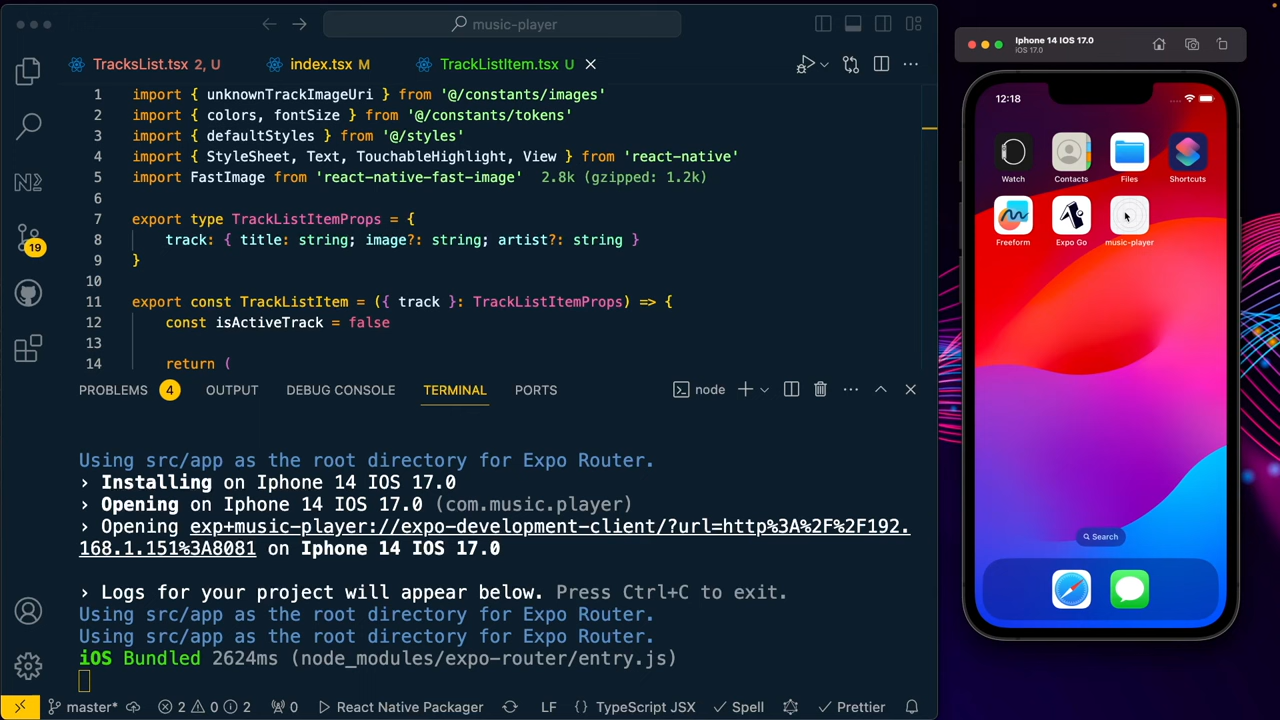 music-player
TracksList.tsx 2, U
index.tsx M
TrackListItem.tsx U
1 import { unknownTrackImageUri } from '@/constants/images'
2 import { colors, fontSize } from '@/constants/tokens'
3 import { defaultStyles } from '@/styles'
4 import { StyleSheet, Text, TouchableHighlight, View } from 'react-native'
5 import FastImage from 'react-native-fast-image' 2.8k (gzipped: 1.2k)
6
7 export type TrackListItemProps = {
8 track: { title: string; image?: string; artist?: string }
9 }
10
11 export const TrackListItem = ({ track }: TrackListItemProps) => {
12 const isActiveTrack = false
13
14 return (
19
PROBLEMS 4 OUTPUT DEBUG CONSOLE TERMINAL PORTS
node
Using src/app as the root directory for Expo Router.
› Installing on Iphone 14 IOS 17.0
› Opening on Iphone 14 IOS 17.0 (com.music.player)
› Opening exp+music-player://expo-development-client/?url=http%3A%2F%2F192.
168.1.151%3A8081 on Iphone 14 IOS 17.0
› Logs for your project will appear below. Press Ctrl+C to exit.
Using src/app as the root directory for Expo Router.
Using src/app as the root directory for Expo Router.
iOS Bundled 2624ms (node_modules/expo-router/entry.js)
master* 2 0 2 0 React Native Packager LF {} TypeScript JSX Spell Prettier
Iphone 14 IOS 17.0
iOS 17.0
12:18
Watch Contacts Files Shortcuts
Freeform Expo Go music-player
Search